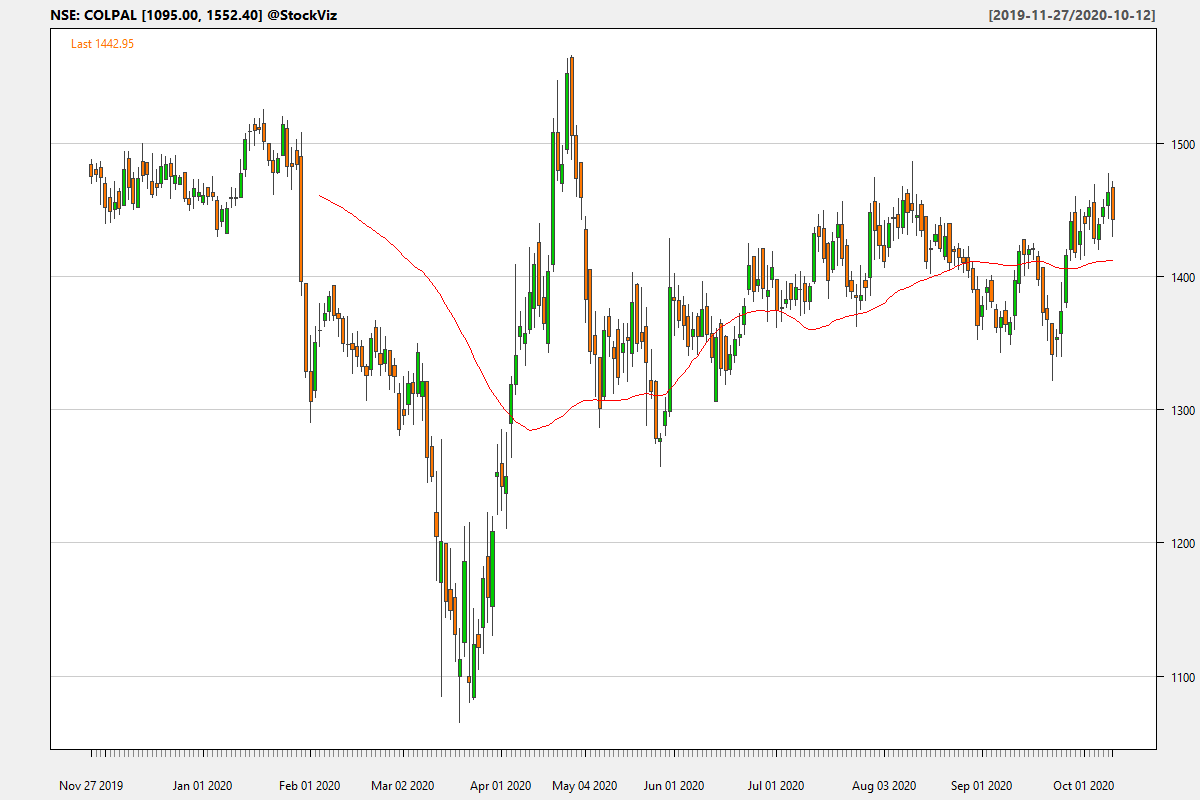 NSE: COLPAL [1095.00, 1552.40] @StockViz
[2019-11-27/2020-10-12]
Last 1442.95
1500
1400
1300
1200
1100
Nov 27 2019 Jan 01 2020 Feb 01 2020 Mar 02 2020 Apr 01 2020 May 04 2020 Jun 01 2020 Jul 01 2020 Aug 03 2020 Sep 01 2020 Oct 01 2020